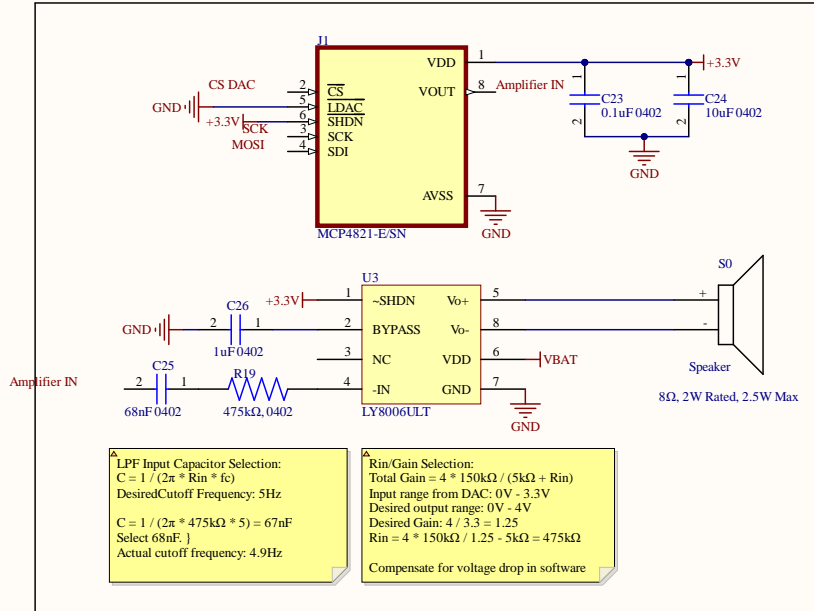 J1
CS DAC
GND
+3.3V
SCK
MOSI
2
5
6
3
4
CS
LDAC
SHDN
SCK
SDI
VDD
VOUT
AVSS
1
8
7
Amplifier IN
GND
MCP4821-E/SN
+3.3V
1
2
C23
0.1uF 0402
1
2
C24
10uF 0402
GND
U3
+3.3V
1
~SHDN
Vo+
5
GND
2
C26
1
1uF 0402
2
BYPASS
Vo-
8
3
NC
VDD
6
VBAT
Amplifier IN
2
C25
1
68nF 0402
R19
475kΩ, 0402
4
-IN
GND
7
GND
LY8006ULT
S0
+
-
Speaker
8Ω, 2W Rated, 2.5W Max
LPF Input Capacitor Selection:
C = 1 / (2π * Rin * fc)
DesiredCutoff Frequency: 5Hz
C = 1 / (2π * 475kΩ * 5) = 67nF
Select 68nF. }
Actual cutoff frequency: 4.9Hz
Rin/Gain Selection:
Total Gain = 4 * 150kΩ / (5kΩ + Rin)
Input range from DAC: 0V - 3.3V
Desired output range: 0V - 4V
Desired Gain: 4 / 3.3 = 1.25
Rin = 4 * 150kΩ / 1.25 - 5kΩ = 475kΩ
Compensate for voltage drop in software